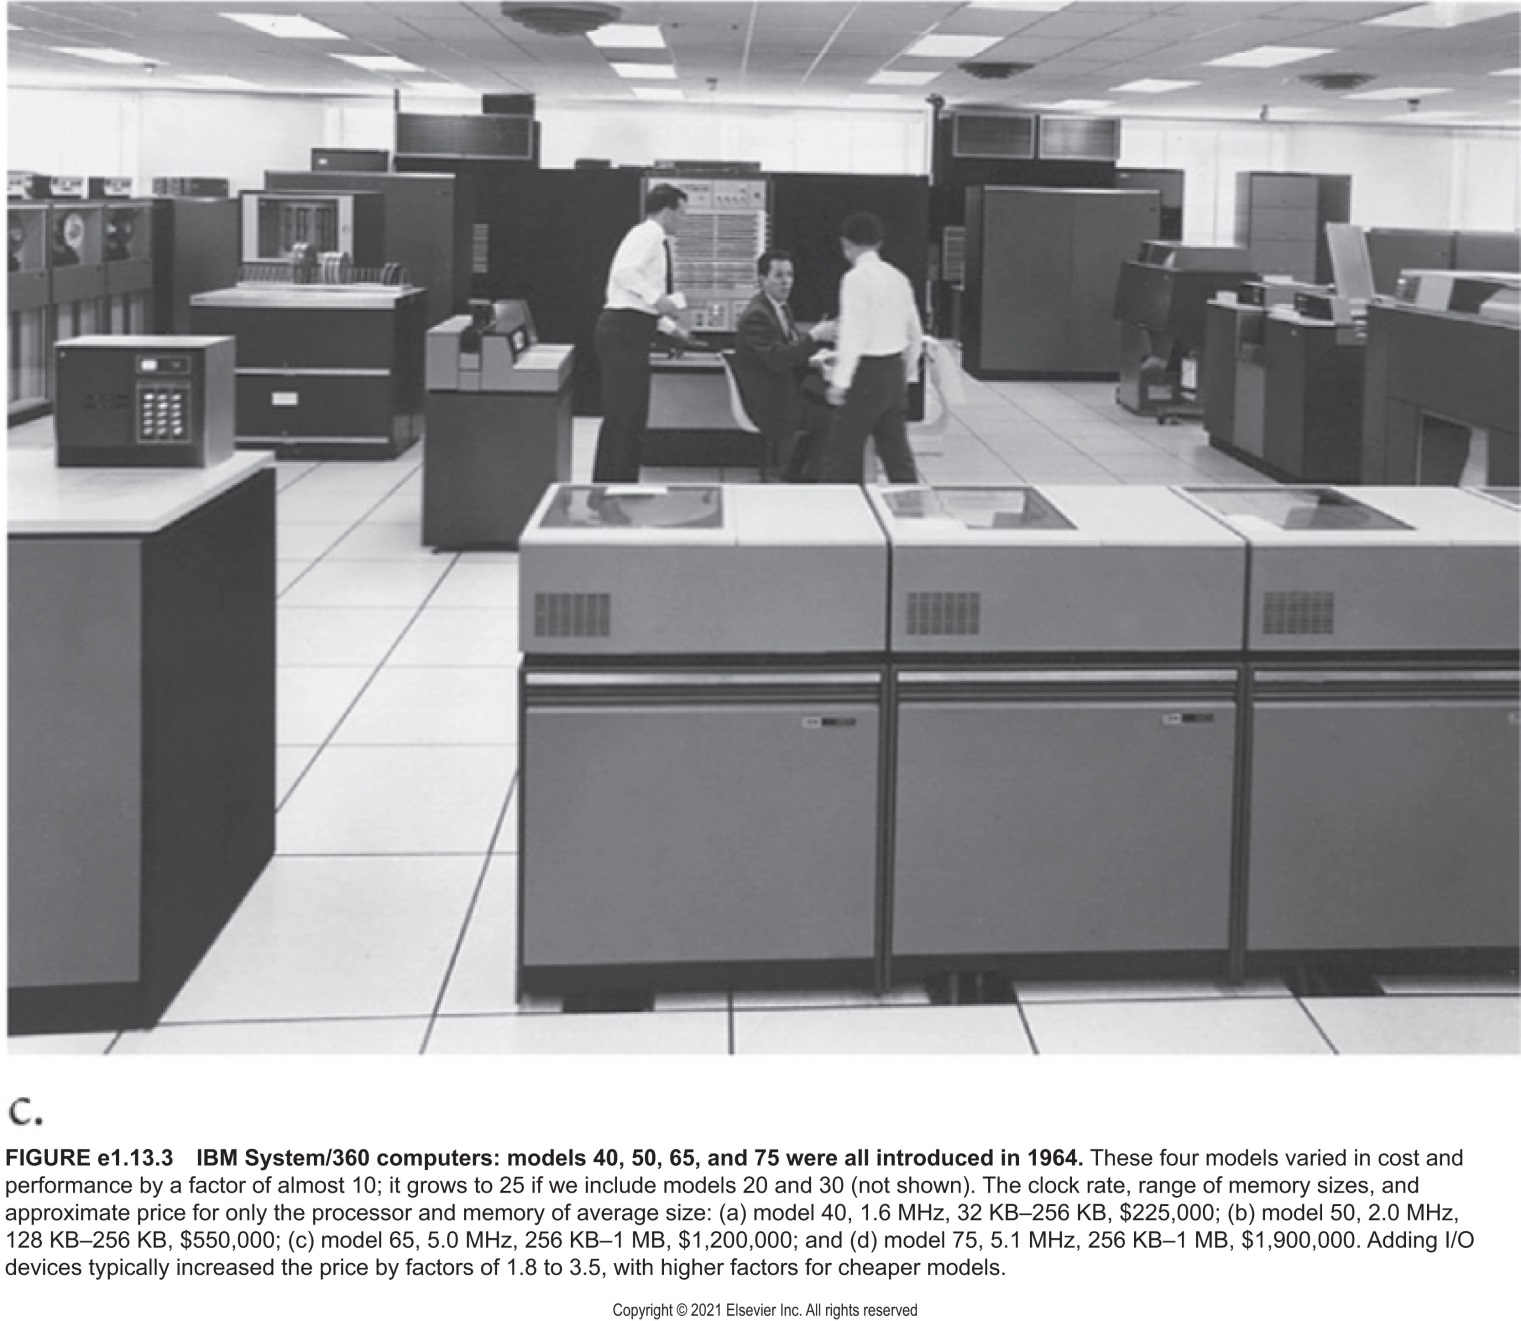 c.
FIGURE e1.13.3 IBM System/360 computers: models 40, 50, 65, and 75 were all introduced in 1964. These four models varied in cost and
performance by a factor of almost 10; it grows to 25 if we include models 20 and 30 (not shown). The clock rate, range of memory sizes, and
approximate price for only the processor and memory of average size: (a) model 40, 1.6 MHz, 32 KB–256 KB, $225,000; (b) model 50, 2.0 MHz,
128 KB–256 KB, $550,000; (c) model 65, 5.0 MHz, 256 KB–1 MB, $1,200,000; and (d) model 75, 5.1 MHz, 256 KB–1 MB, $1,900,000. Adding I/O
devices typically increased the price by factors of 1.8 to 3.5, with higher factors for cheaper models.
Copyright © 2021 Elsevier Inc. All rights reserved